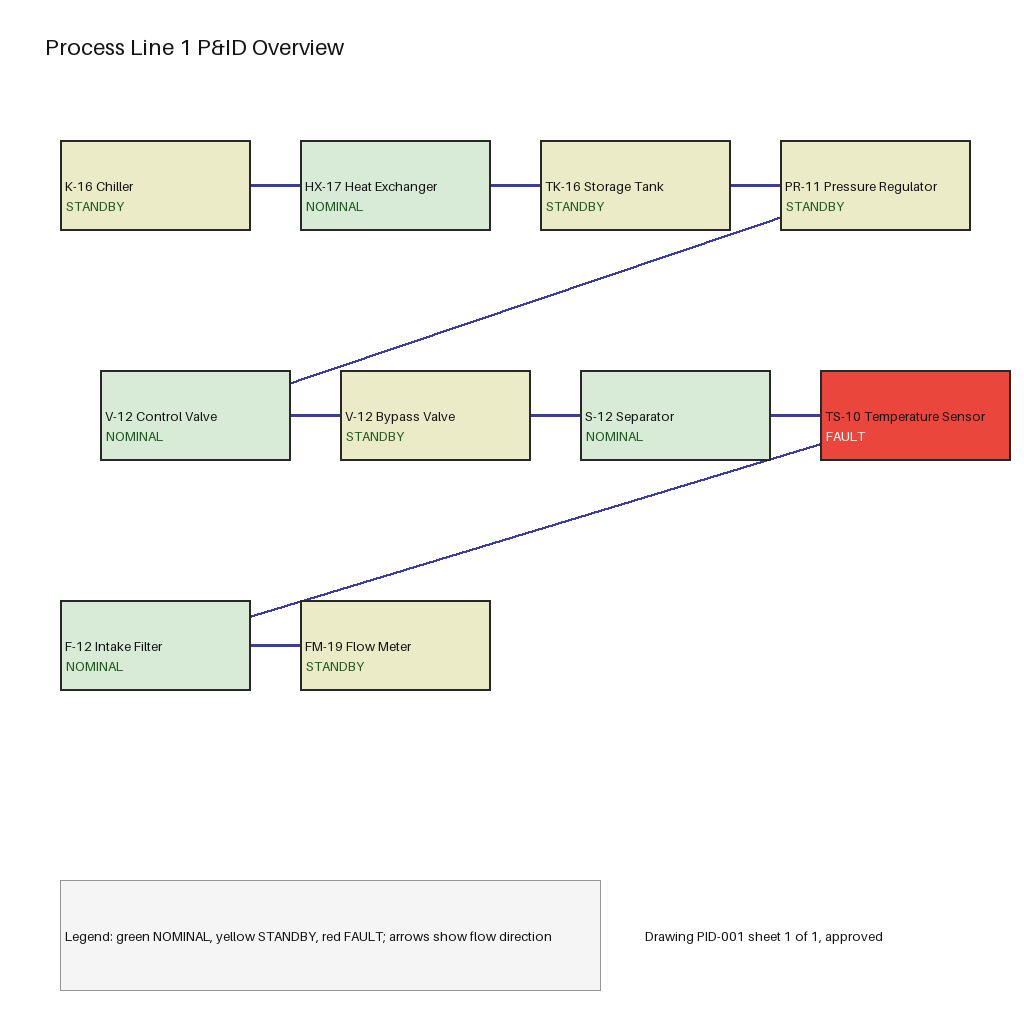 Process Line 1 P&ID Overview
K-16 Chiller
STANDBY
HX-17 Heat Exchanger
NOMINAL
TK-16 Storage Tank
STANDBY
PR-11 Pressure Regulator
STANDBY
V-12 Control Valve
NOMINAL
V-12 Bypass Valve
STANDBY
S-12 Separator
NOMINAL
TS-10 Temperature Sensor
FAULT
F-12 Intake Filter
NOMINAL
FM-19 Flow Meter
STANDBY
Legend: green NOMINAL, yellow STANDBY, red FAULT; arrows show flow direction
Drawing PID-001 sheet 1 of 1, approved